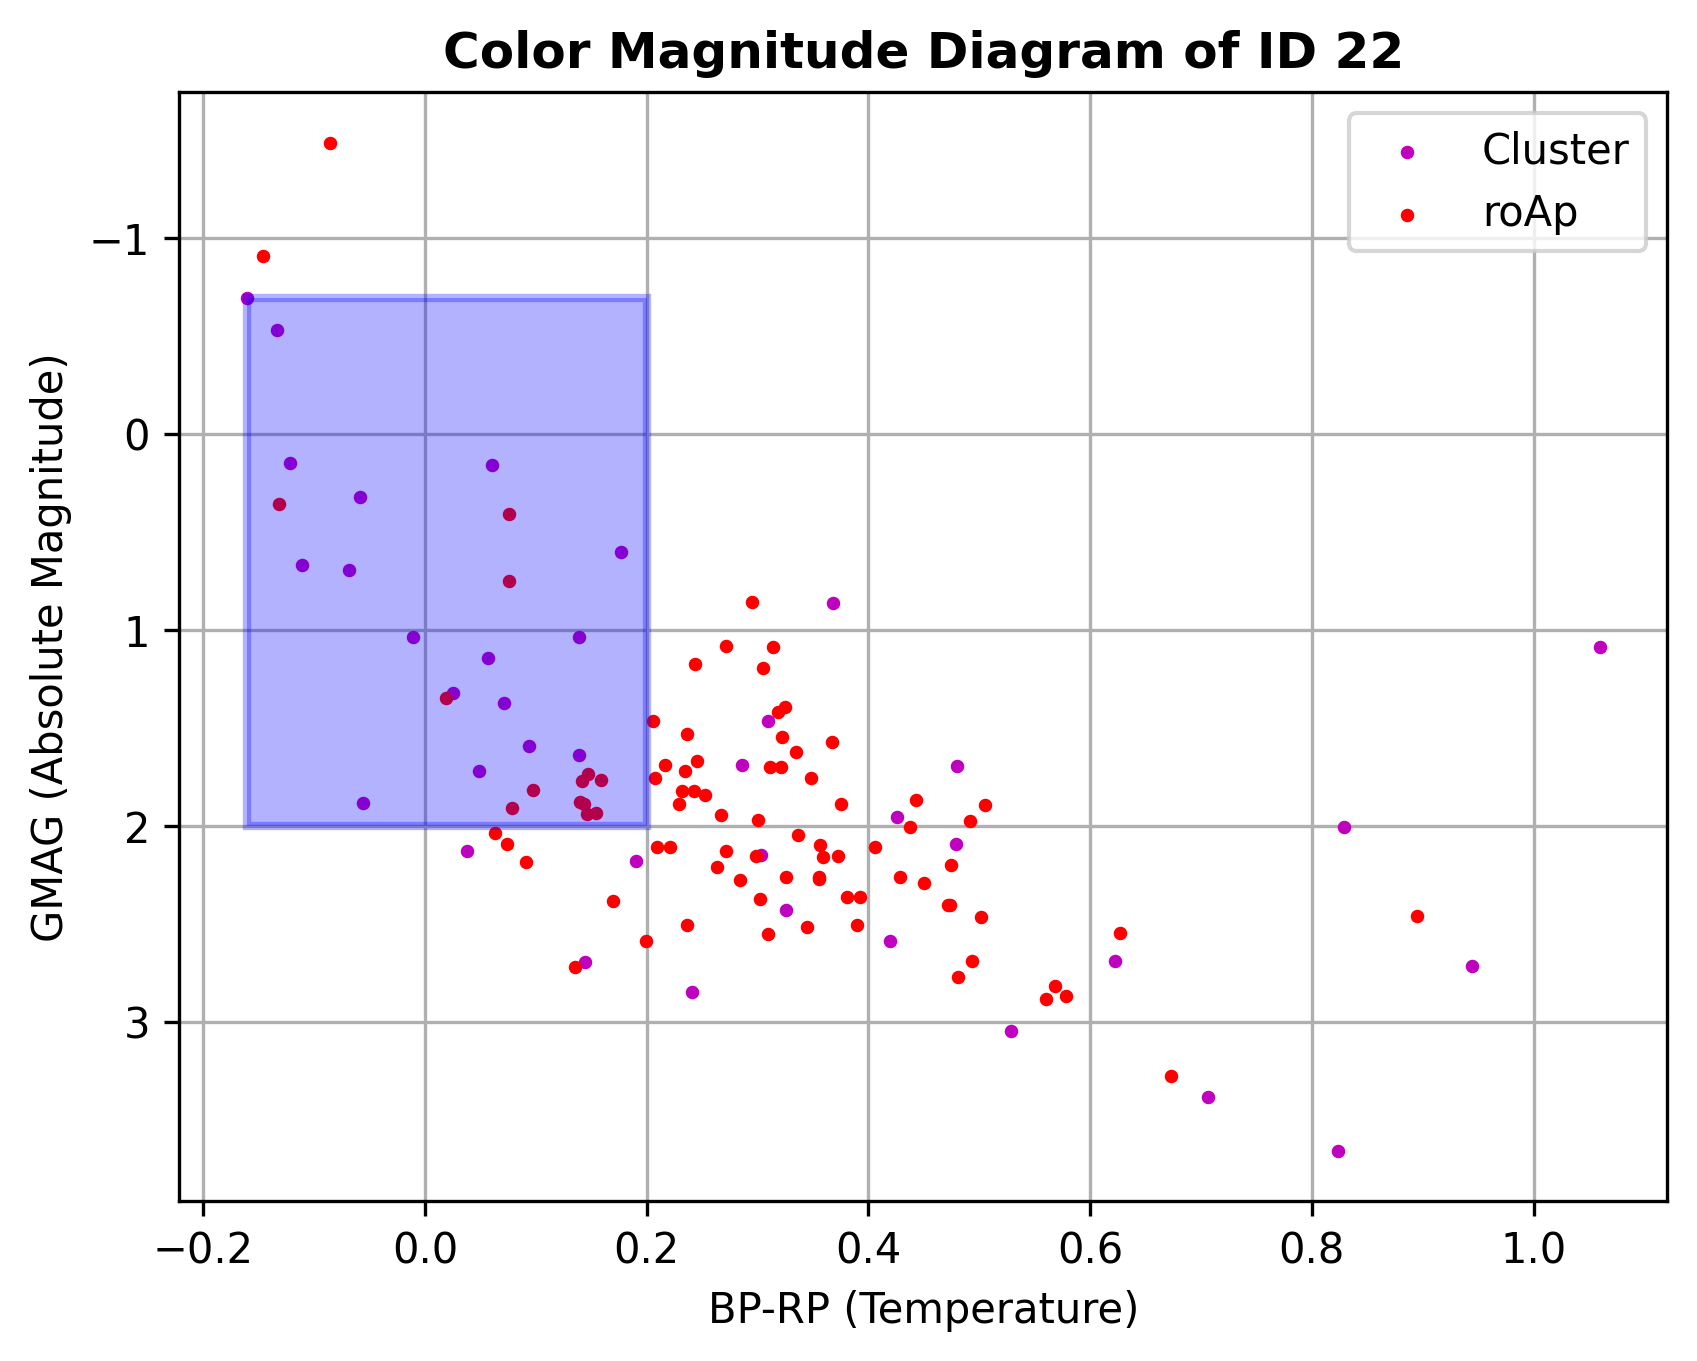 Color Magnitude Diagram of ID 22
Cluster
roAp
GMAG (Absolute Magnitude)
−1
0
1
2
3
−0.2 0.0 0.2 0.4 0.6 0.8 1.0
BP-RP (Temperature)